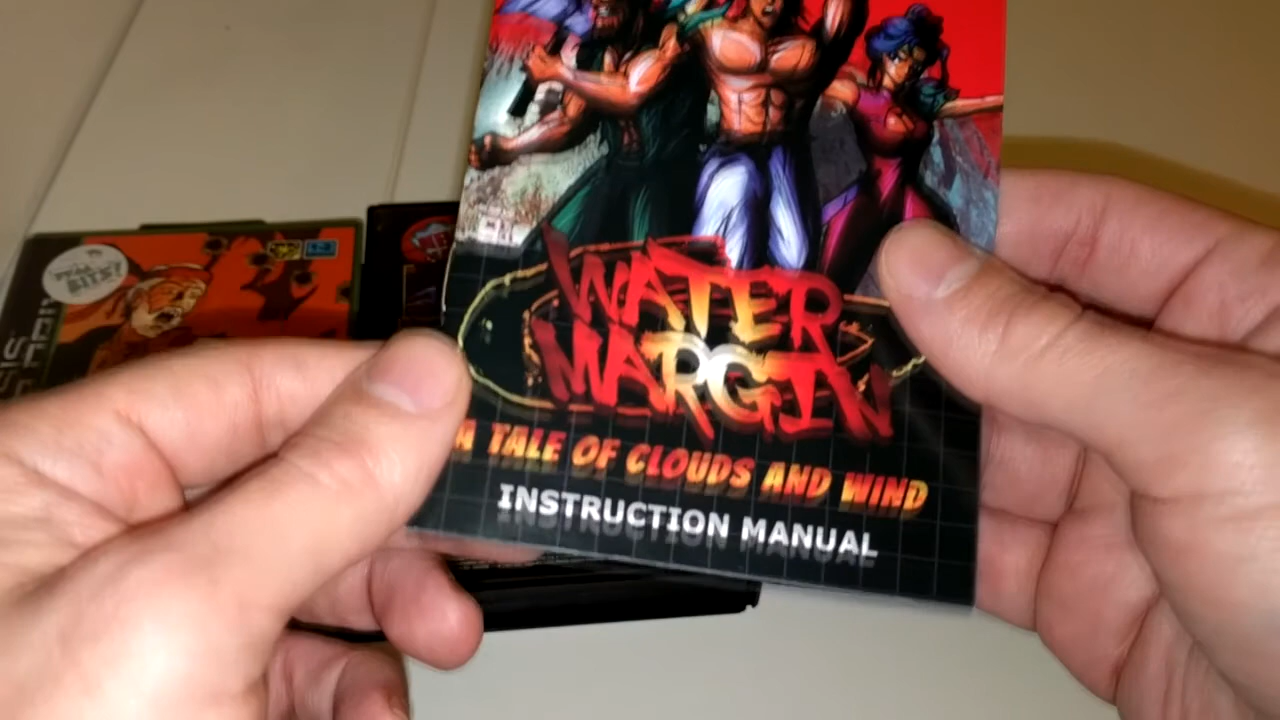 WATER
MARGIN
A TALE OF CLOUDS AND WIND
INSTRUCTION MANUAL